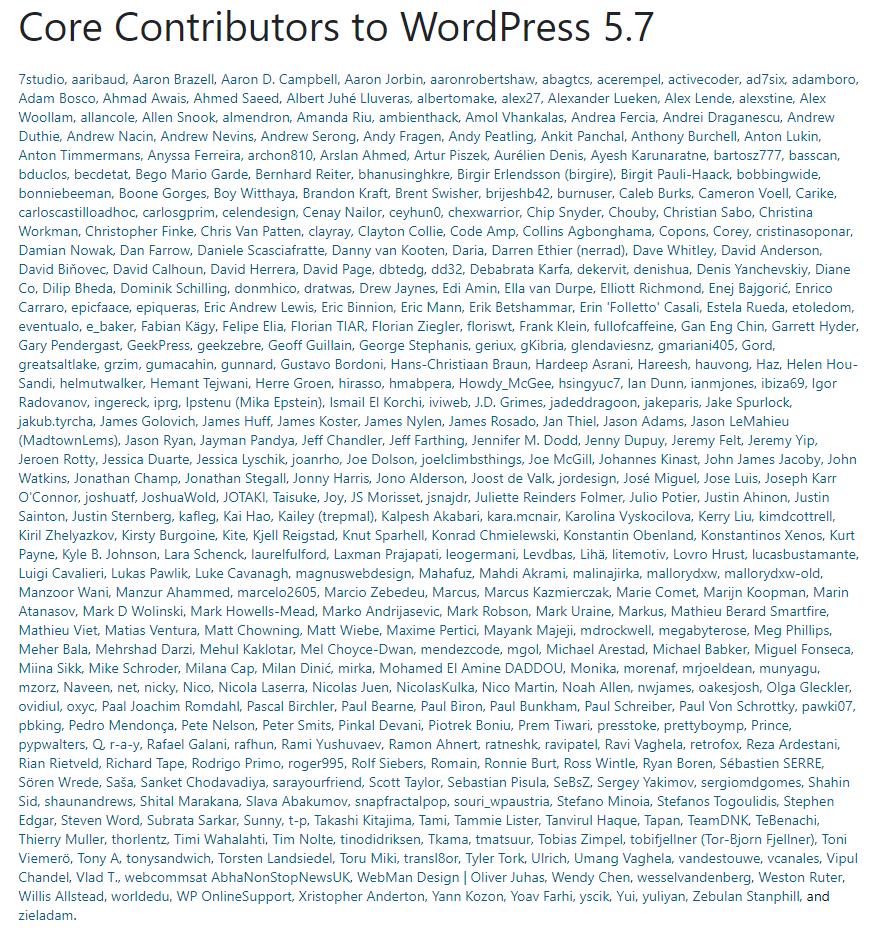 Core Contributors to WordPress 5.7
7studio, aaribaud, Aaron Brazell, Aaron D. Campbell, Aaron Jorbin, aaronrobertshaw, abagtcs, acerempel, activecoder, ad7six, adamboro,
Adam Bosco, Ahmad Awais, Ahmed Saeed, Albert Juhé Lluveras, albertomake, alex27, Alexander Lueken, Alex Lende, alexstine, Alex
Woollam, allancole, Allen Snook, almendron, Amanda Riu, ambienthack, Amol Vhankalas, Andrea Fercia, Andrei Draganescu, Andrew
Duthie, Andrew Nacin, Andrew Nevins, Andrew Serong, Andy Fragen, Andy Peatling, Ankit Panchal, Anthony Burchell, Anton Lukin,
Anton Timmermans, Anyssa Ferreira, archon810, Arslan Ahmed, Artur Piszek, Aurélien Denis, Ayesh Karunaratne, bartosz777, basscan,
bduclos, becdetat, Bego Mario Garde, Bernhard Reiter, bhanusinghkre, Birgir Erlendsson (birgire), Birgit Pauli-Haack, bobbingwide,
bonniebeeman, Boone Gorges, Boy Witthaya, Brandon Kraft, Brent Swisher, brijeshb42, burnuser, Caleb Burks, Cameron Voell, Carike,
carloscastilloadhoc, carlosgprim, celendesign, Cenay Nailor, ceyhun0, chexwarrior, Chip Snyder, Chouby, Christian Sabo, Christina
Workman, Christopher Finke, Chris Van Patten, clayray, Clayton Collie, Code Amp, Collins Agbonghama, Copons, Corey, cristinasoponar,
Damian Nowak, Dan Farrow, Daniele Scasciafratte, Danny van Kooten, Daria, Darren Ethier (nerrad), Dave Whitley, David Anderson,
David Biňovec, David Calhoun, David Herrera, David Page, dbtedg, dd32, Debabrata Karfa, dekervit, denishua, Denis Yanchevskiy, Diane
Co, Dilip Bheda, Dominik Schilling, donmhico, dratwas, Drew Jaynes, Edi Amin, Ella van Durpe, Elliott Richmond, Enej Bajgorić, Enrico
Carraro, epicfaace, epiqueras, Eric Andrew Lewis, Eric Binnion, Eric Mann, Erik Betshammar, Erin 'Folletto' Casali, Estela Rueda, etoledom,
eventualo, e_baker, Fabian Kägy, Felipe Elia, Florian TIAR, Florian Ziegler, floriswt, Frank Klein, fullofcaffeine, Gan Eng Chin, Garrett Hyder,
Gary Pendergast, GeekPress, geekzebre, Geoff Guillain, George Stephanis, geriux, gKibria, glendaviesnz, gmariani405, Gord,
greatsaltlake, grzim, gumacahin, gunnard, Gustavo Bordoni, Hans-Christiaan Braun, Hardeep Asrani, Hareesh, hauvong, Haz, Helen Hou-
Sandi, helmutwalker, Hemant Tejwani, Herre Groen, hirasso, hmabpera, Howdy_McGee, hsingyuc7, Ian Dunn, ianmjones, ibiza69, Igor
Radovanov, ingereck, iprg, Ipstenu (Mika Epstein), Ismail El Korchi, iviweb, J.D. Grimes, jadeddragoon, jakeparis, Jake Spurlock,
jakub.tyrcha, James Golovich, James Huff, James Koster, James Nylen, James Rosado, Jan Thiel, Jason Adams, Jason LeMahieu
(MadtownLems), Jason Ryan, Jayman Pandya, Jeff Chandler, Jeff Farthing, Jennifer M. Dodd, Jenny Dupuy, Jeremy Felt, Jeremy Yip,
Jeroen Rotty, Jessica Duarte, Jessica Lyschik, joanrho, Joe Dolson, joelclimbsthings, Joe McGill, Johannes Kinast, John James Jacoby, John
Watkins, Jonathan Champ, Jonathan Stegall, Jonny Harris, Jono Alderson, Joost de Valk, jordesign, José Miguel, Jose Luis, Joseph Karr
O'Connor, joshuatf, JoshuaWold, JOTAKI, Taisuke, Joy, JS Morisset, jsnajdr, Juliette Reinders Folmer, Julio Potier, Justin Ahinon, Justin
Sainton, Justin Sternberg, kafleg, Kai Hao, Kailey (trepmal), Kalpesh Akabari, kara.mcnair, Karolina Vyskocilova, Kerry Liu, kimdcottrell,
Kiril Zhelyazkov, Kirsty Burgoine, Kite, Kjell Reigstad, Knut Sparhell, Konrad Chmielewski, Konstantin Obenland, Konstantinos Xenos, Kurt
Payne, Kyle B. Johnson, Lara Schenck, laurelfulford, Laxman Prajapati, leogermani, Levdbas, Lihä, litemotiv, Lovro Hrust, lucasbustamante,
Luigi Cavalieri, Lukas Pawlik, Luke Cavanagh, magnuswebdesign, Mahafuz, Mahdi Akrami, malinajirka, mallorydxw, mallorydxw-old,
Manzoor Wani, Manzur Ahammed, marcelo2605, Marcio Zebedeu, Marcus, Marcus Kazmierczak, Marie Comet, Marijn Koopman, Marin
Atanasov, Mark D Wolinski, Mark Howells-Mead, Marko Andrijasevic, Mark Robson, Mark Uraine, Markus, Mathieu Berard Smartfire,
Mathieu Viet, Matias Ventura, Matt Chowning, Matt Wiebe, Maxime Pertici, Mayank Majeji, mdrockwell, megabyterose, Meg Phillips,
Meher Bala, Mehrshad Darzi, Mehul Kaklotar, Mel Choyce-Dwan, mendezcode, mgol, Michael Arestad, Michael Babker, Miguel Fonseca,
Miina Sikk, Mike Schroder, Milana Cap, Milan Dinić, mirka, Mohamed El Amine DADDOU, Monika, morenaf, mrjoeldean, munyagu,
mzorz, Naveen, net, nicky, Nico, Nicola Laserra, Nicolas Juen, NicolasKulka, Nico Martin, Noah Allen, nwjames, oakesjosh, Olga Gleckler,
ovidiul, oxyc, Paal Joachim Romdahl, Pascal Birchler, Paul Bearne, Paul Biron, Paul Bunkham, Paul Schreiber, Paul Von Schrottky, pawki07,
pbking, Pedro Mendonça, Pete Nelson, Peter Smits, Pinkal Devani, Piotrek Boniu, Prem Tiwari, presstoke, prettyboymp, Prince,
pypwalters, Q, r-a-y, Rafael Galani, rafhun, Rami Yushuvaev, Ramon Ahnert, ratneshk, ravipatel, Ravi Vaghela, retrofox, Reza Ardestani,
Rian Rietveld, Richard Tape, Rodrigo Primo, roger995, Rolf Siebers, Romain, Ronnie Burt, Ross Wintle, Ryan Boren, Sébastien SERRE,
Sören Wrede, Saša, Sanket Chodavadiya, sarayourfriend, Scott Taylor, Sebastian Pisula, SeBsZ, Sergey Yakimov, sergiomdgomes, Shahin
Sid, shaunandrews, Shital Marakana, Slava Abakumov, snapfractalpop, souri_wpaustria, Stefano Minoia, Stefanos Togoulidis, Stephen
Edgar, Steven Word, Subrata Sarkar, Sunny, t-p, Takashi Kitajima, Tami, Tammie Lister, Tanvirul Haque, Tapan, TeamDNK, TeBenachi,
Thierry Muller, thorlentz, Timi Wahalahti, Tim Nolte, tinodidriksen, Tkama, tmatsuur, Tobias Zimpel, tobifjellner (Tor-Bjorn Fjellner), Toni
Viemerö, Tony A, tonysandwich, Torsten Landsiedel, Toru Miki, transl8or, Tyler Tork, Ulrich, Umang Vaghela, vandestouwe, vcanales, Vipul
Chandel, Vlad T., webcommsat AbhaNonStopNewsUK, WebMan Design | Oliver Juhas, Wendy Chen, wesselvandenberg, Weston Ruter,
Willis Allstead, worldedu, WP OnlineSupport, Xristopher Anderton, Yann Kozon, Yoav Farhi, yscik, Yui, yuliyan, Zebulan Stanphill, and
zieladam.